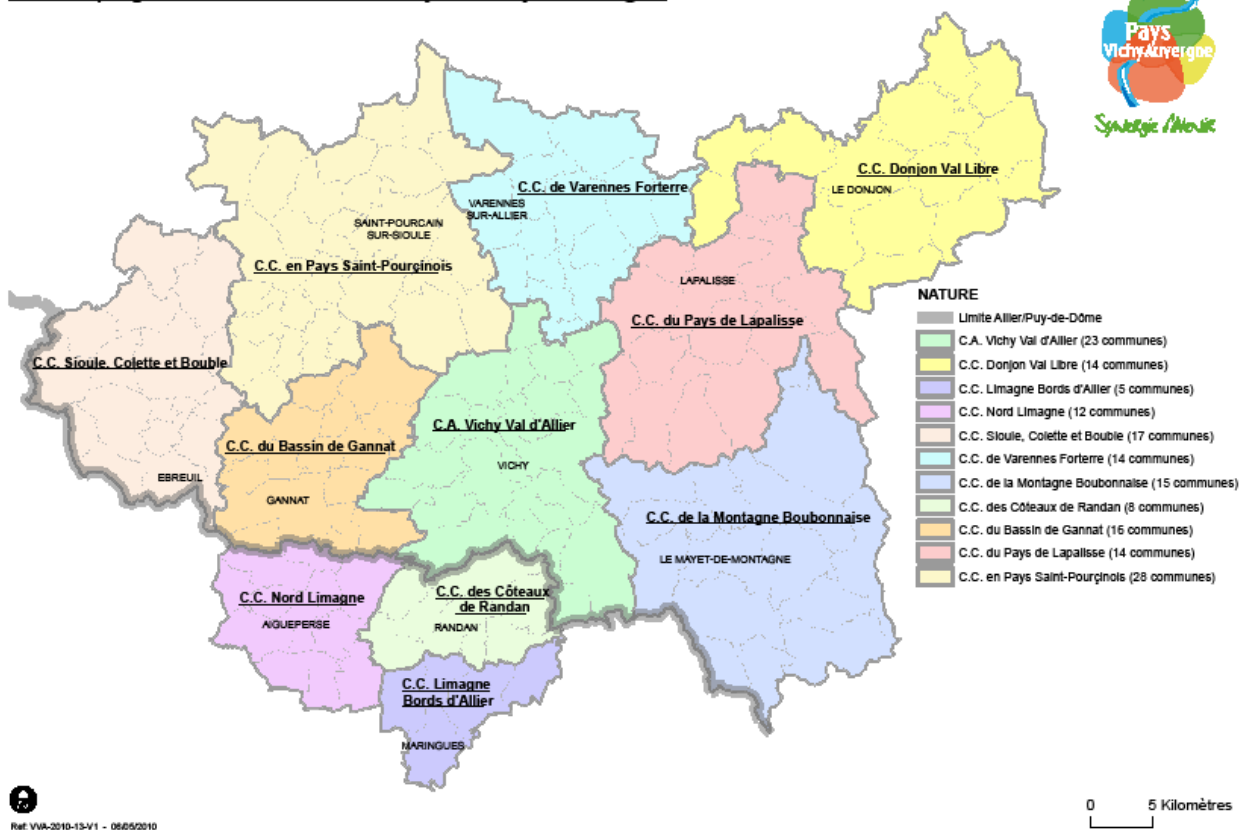 Pays
Vichy Auvergne
C.C. Donjon Val Libre
LE DONJON
C.C. de Varennes Forterre
VARENNES
SUR-ALLIER
SAINT-POURCAIN
SUR-SIOULE
C.C. en Pays Saint-Pourçinois
LAPALISSE
C.C. du Pays de Lapalisse
C.C. Sioule, Colette et Bouble
EBREUIL
C.C. du Bassin de Gannat
GANNAT
C.A. Vichy Val d'Allier
VICHY
C.C. de la Montagne Boubonnaise
LE MAYET-DE-MONTAGNE
C.C. Nord Limagne
AIGUEPERSE
C.C. des Côteaux
de Randan
RANDAN
C.C. Limagne
Bords d'Allier
MARINGUES
NATURE
Limite Allier/Puy-de-Dôme
C.A. Vichy Val d'Allier (23 communes)
C.C. Donjon Val Libre (14 communes)
C.C. Limagne Bords d'Allier (5 communes)
C.C. Nord Limagne (12 communes)
C.C. Sioule, Colette et Bouble (17 communes)
C.C. de Varennes Forterre (14 communes)
C.C. de la Montagne Boubonnaise (15 communes)
C.C. des Côteaux de Randan (8 communes)
C.C. du Bassin de Gannat (16 communes)
C.C. du Pays de Lapalisse (14 communes)
C.C. en Pays Saint-Pourçinois (28 communes)
Ref: VVA-2010-13-V1 - 06/05/2010
0 5 Kilomètres